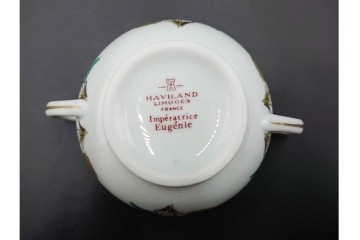 HAVILAND
LIMOGES
FRANCE
Impératrice
Eugénie